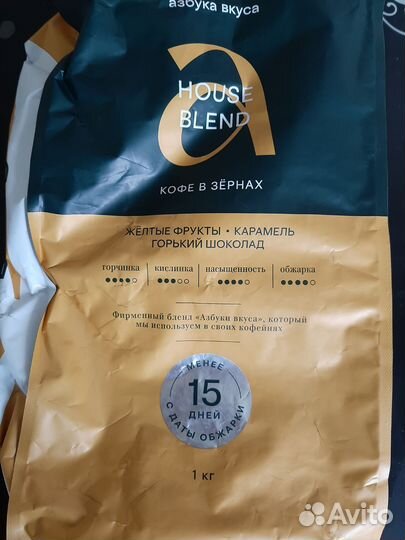 азбука вкуса
HOUSE
BLEND
КОФЕ В ЗЁРНАХ
ЖЁЛТЫЕ ФРУКТЫ • КАРАМЕЛЬ
ГОРЬКИЙ ШОКОЛАД
горчинка кислинка насыщенность обжарка
Фирменный бленд «Азбуки вкуса», который
мы используем в своих кофейнях
МЕНЕЕ
15
ДНЕЙ
С ДАТЫ ОБЖАРКИ
1 кг
Avito